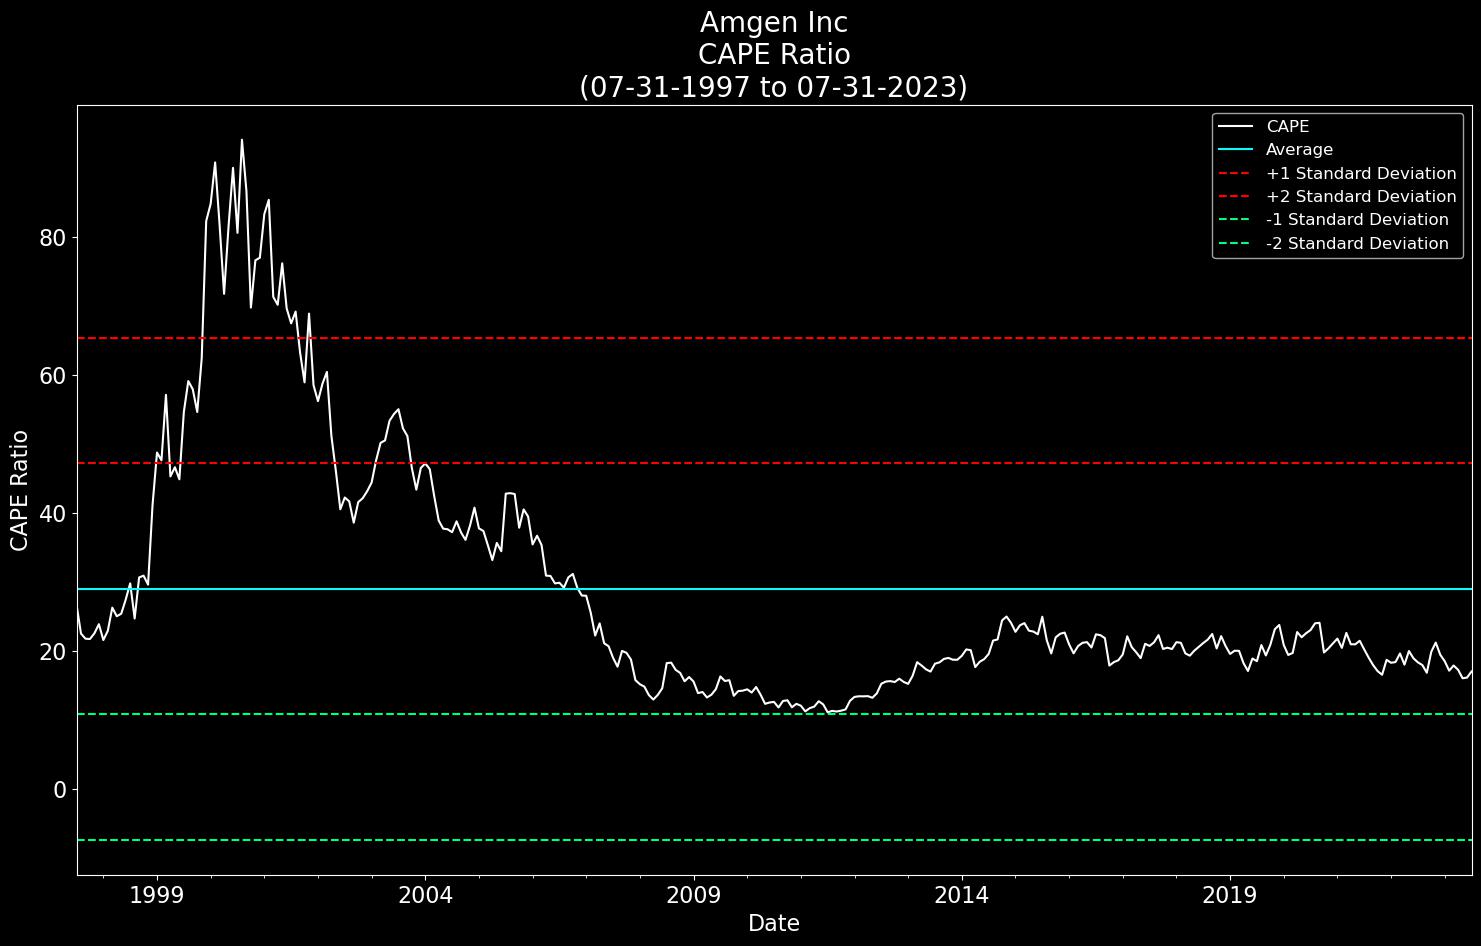 Amgen Inc
CAPE Ratio
(07-31-1997 to 07-31-2023)
CAPE
Average
+1 Standard Deviation
+2 Standard Deviation
-1 Standard Deviation
-2 Standard Deviation
CAPE Ratio
80
60
40
20
0
1999
2004
2009
2014
2019
Date